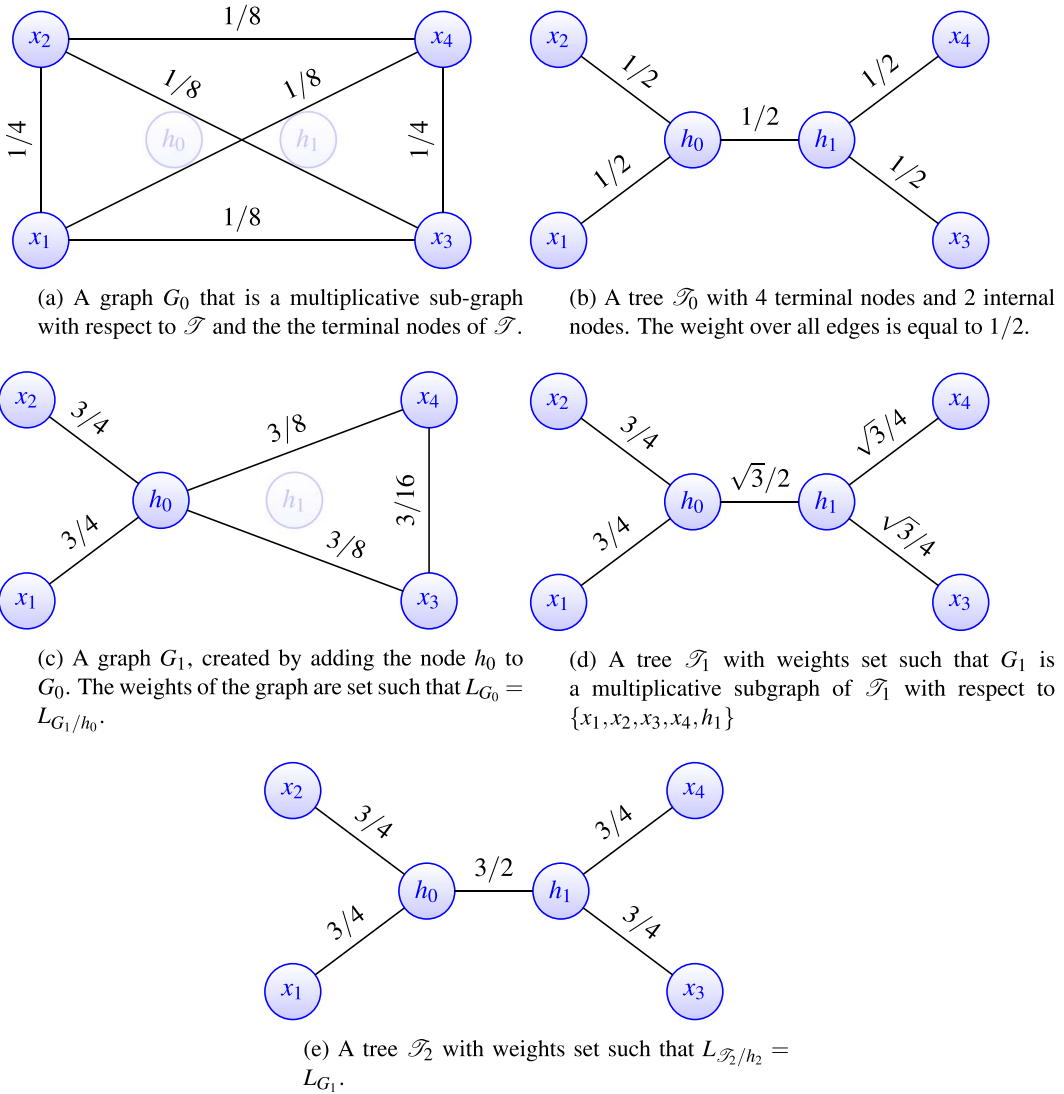 x₂ 1/8 x₄
1/8 1/8
1/4 h₀ h₁ 1/4
x₁ 1/8 x₃
(a) A graph G₀ that is a multiplicative sub-graph
with respect to 𝒯 and the the terminal nodes of 𝒯.
x₂ x₄
1/2 1/2
h₀ 1/2 h₁
1/2 1/2
x₁ x₃
(b) A tree 𝒯₀ with 4 terminal nodes and 2 internal
nodes. The weight over all edges is equal to 1/2.
x₂ x₄
3/4 3/8
h₀ h₁ 3/16
3/4 3/8
x₁ x₃
(c) A graph G₁, created by adding the node h₀ to
G₀. The weights of the graph are set such that L_{G₀} =
L_{G₁/h₀}.
x₂ x₄
3/4 √3/4
h₀ √3/2 h₁
3/4 √3/4
x₁ x₃
(d) A tree 𝒯₁ with weights set such that G₁ is
a multiplicative subgraph of 𝒯₁ with respect to
{x₁,x₂,x₃,x₄,h₁}
x₂ x₄
3/4 3/4
h₀ 3/2 h₁
3/4 3/4
x₁ x₃
(e) A tree 𝒯₂ with weights set such that L_{𝒯₂/h₂} =
L_{G₁}.